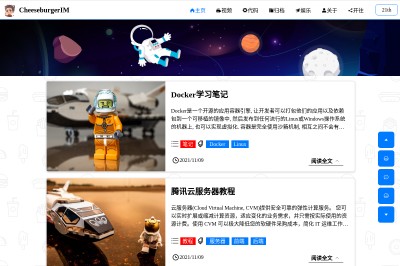 CheeseburgerIM
主页
视频
代码
归档
娱乐
关于
开往
21th
Docker学习笔记
Docker是一个开源的应用容器引擎, 让开发者可以打包他们的应用以及依赖
包到一个可移植的镜像中, 然后发布到任何流行的Linux或Windows操作系统
的机器上, 也可以实现虚拟化. 容器是完全使用沙箱机制, 相互之间不会有...
教程 Docker Linux
2021/11/09
阅读全文
腾讯云服务器教程
云服务器(Cloud Virtual Machine, CVM)提供安全可靠的弹性计算服务。 您可
以实时扩展或缩减计算资源, 适应变化的业务需求, 并只需按实际使用的资
源计费。使用 CVM 可以极大降低您的软硬件采购成本, 简化 IT 运维工作...
教程 服务器 前端 后端
2021/11/09
阅读全文